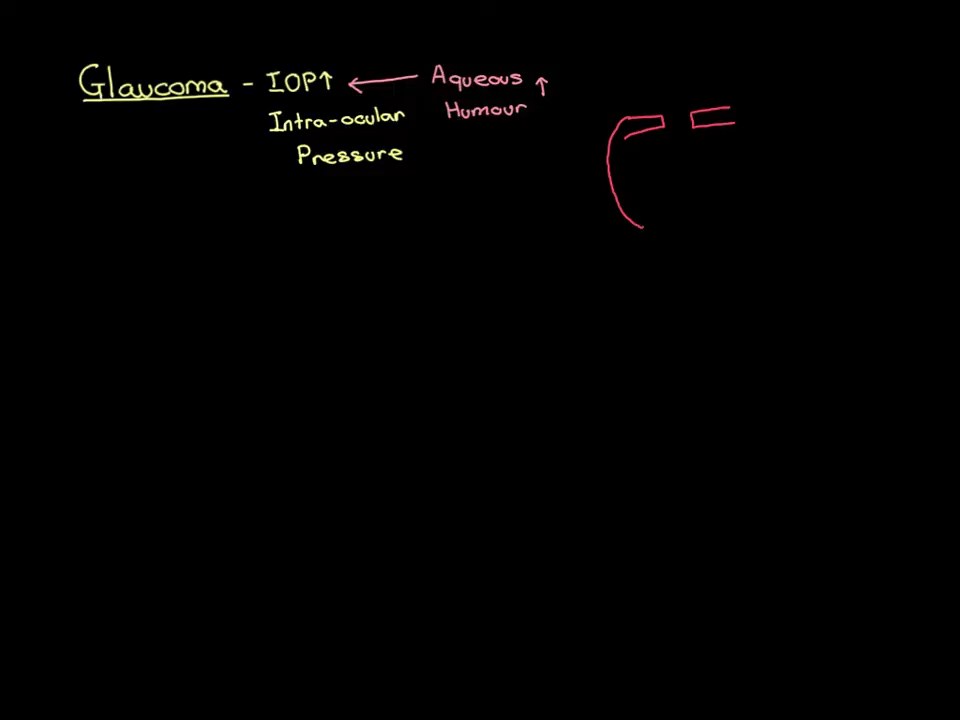 Glaucoma - IOP↑ ← Aqueous ↑
Humour
Intra-ocular
Pressure